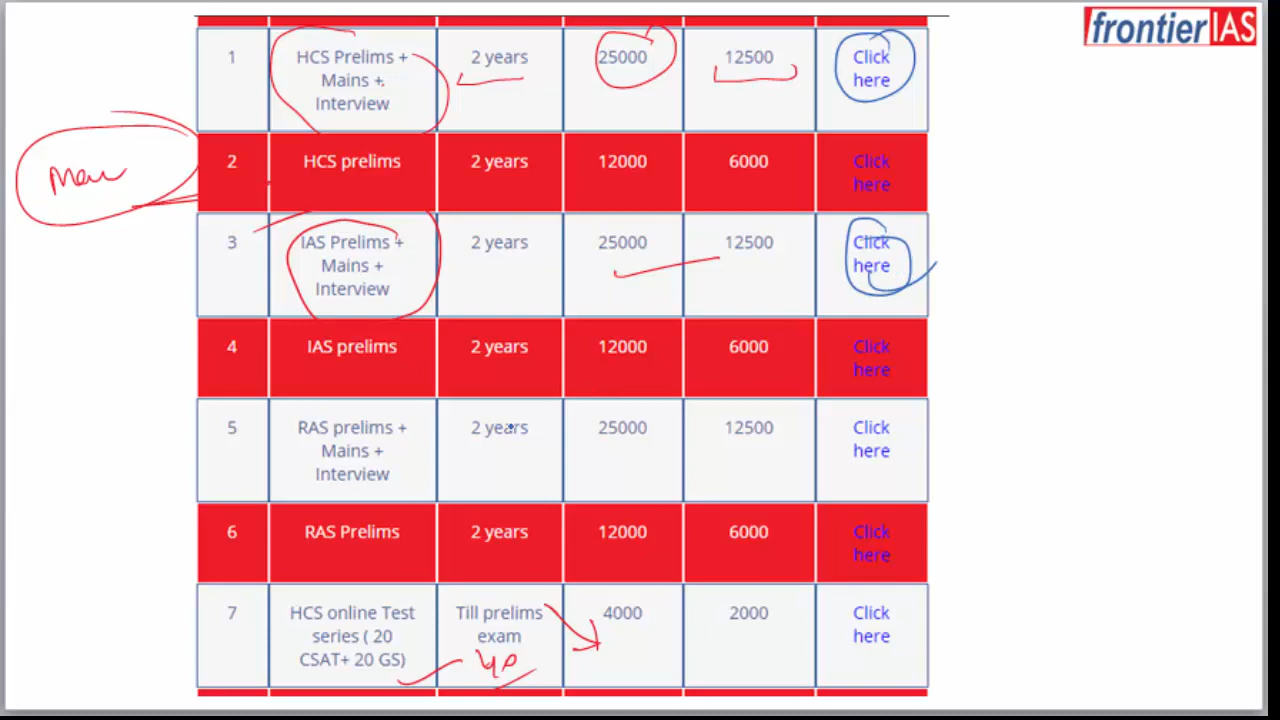 frontier IAS
1 HCS Prelims + 2 years 25000 12500 Click
Mains + here
Interview
2 HCS prelims 2 years 12000 6000 Click
here
3 IAS Prelims + 2 years 25000 12500 Click
Mains + here
Interview
4 IAS prelims 2 years 12000 6000 Click
here
5 RAS prelims + 2 years 25000 12500 Click
Mains + here
Interview
6 RAS Prelims 2 years 12000 6000 Click
here
7 HCS online Test Till prelims 4000 2000 Click
series ( 20 exam here
CSAT+ 20 GS) 40